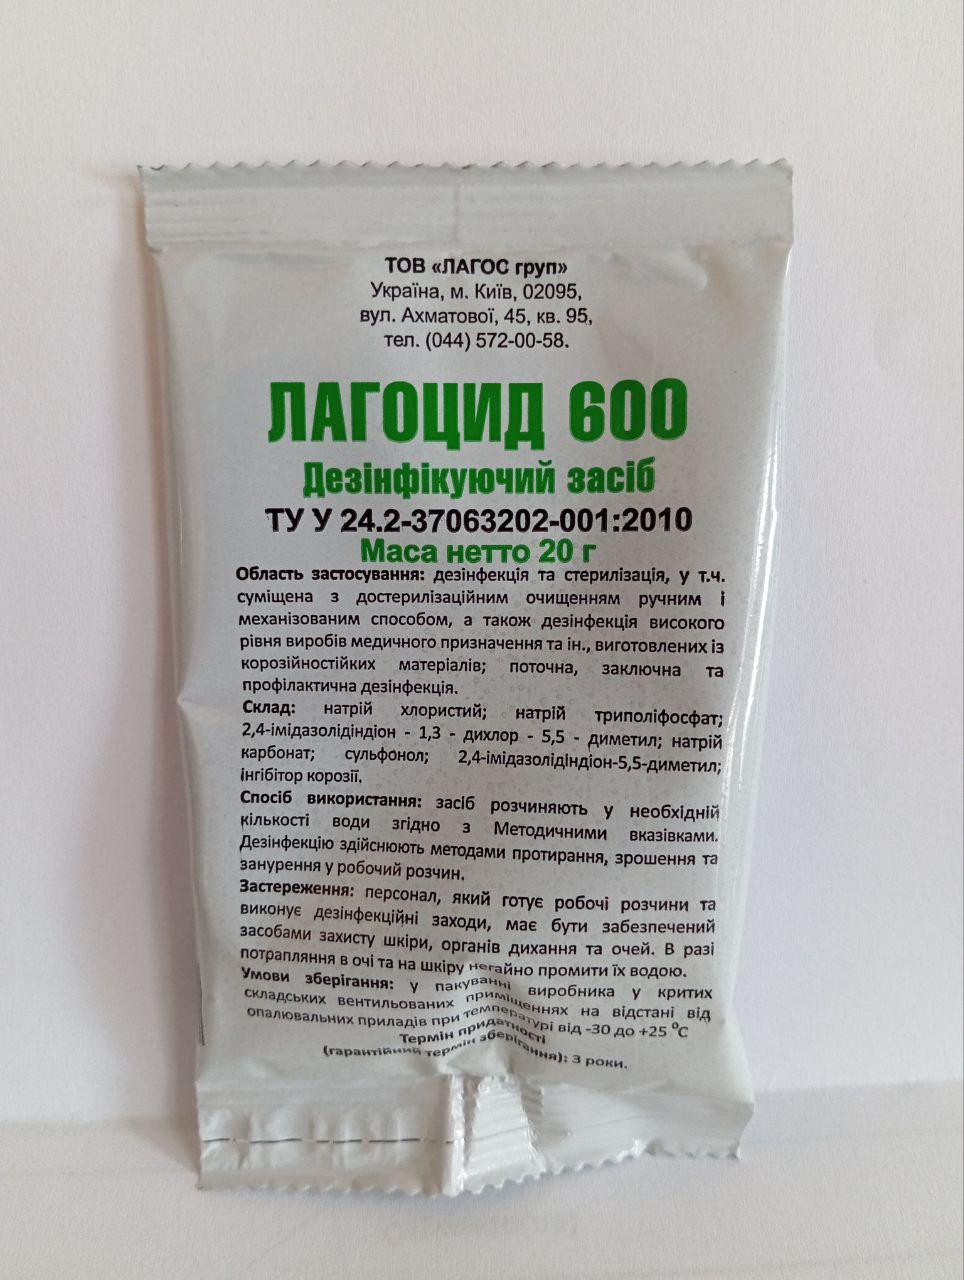 ТОВ «ЛАГОС груп»
Україна, м. Київ, 02095,
вул. Ахматової, 45, кв. 95,
тел. (044) 572-00-58.
ЛАГОЦИД 600
Дезінфікуючий засіб
ТУ У 24.2-37063202-001:2010
Маса нетто 20 г
Область застосування: дезінфекція та стерилізація, у т.ч.
суміщена з достерилізаційним очищенням ручним і
механізованим способом, а також дезінфекція високого
рівня виробів медичного призначення та ін., виготовлених із
корозійностійких матеріалів; поточна, заключна та
профілактична дезінфекція.
Склад: натрій хлористий; натрій триполіфосфат;
2,4-імідазолідіндіон - 1,3 - дихлор - 5,5 - диметил; натрій
карбонат; сульфонол; 2,4-імідазолідіндіон-5,5-диметил;
інгібітор корозії.
Спосіб використання: засіб розчиняють у необхідній
кількості води згідно з Методичними вказівками.
Дезінфекцію здійснюють методами протирання, зрошення та
занурення у робочий розчин.
Застереження: персонал, який готує робочі розчини та
виконує дезінфекційні заходи, має бути забезпечений
засобами захисту шкіри, органів дихання та очей. В разі
потрапляння в очі та на шкіру негайно промити їх водою.
Умови зберігання: у пакуванні виробника у критих
складських вентильованих приміщеннях на відстані від
опалювальних приладів при температурі від -30 до +25 °С
Термін придатності
(гарантійний термін зберігання): 3 роки.